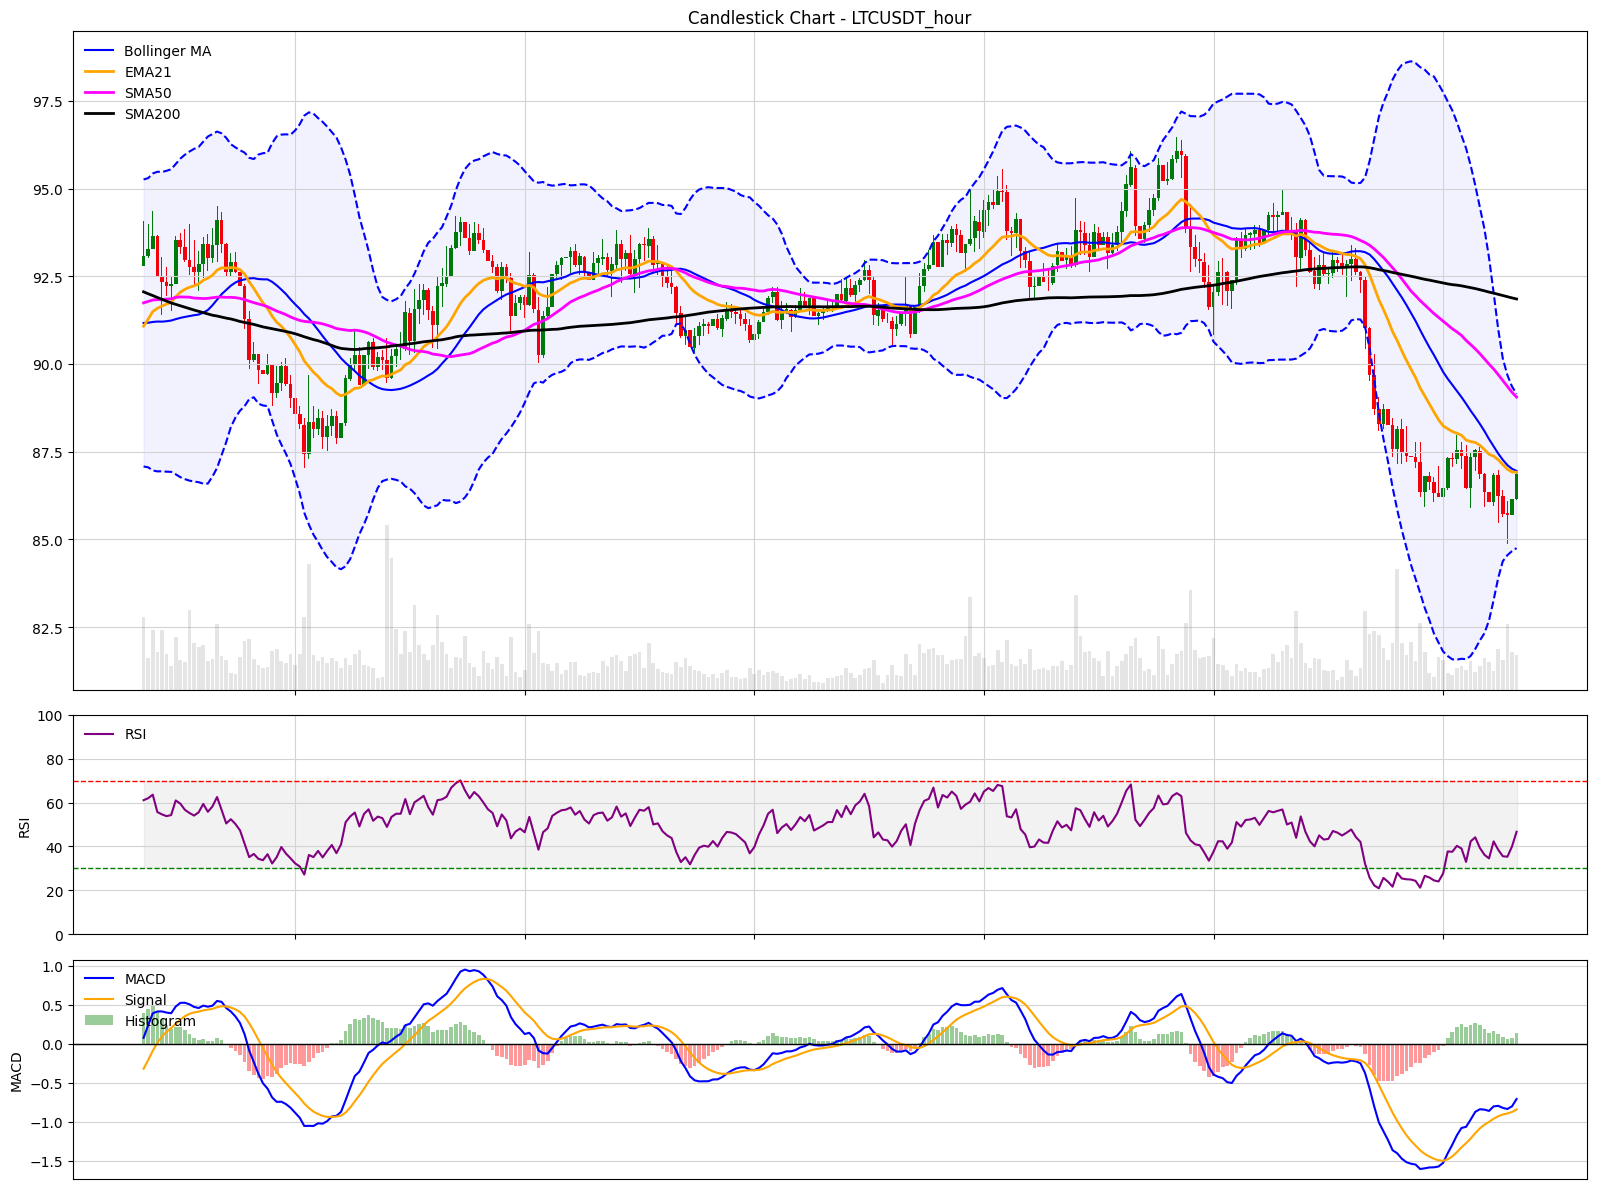 Candlestick Chart - LTCUSDT_hour
Bollinger MA
EMA21
SMA50
SMA200
97.5
95.0
92.5
90.0
87.5
85.0
82.5
RSI
100
80
60
40
20
0
RSI
MACD
Signal
Histogram
1.0
0.5
0.0
−0.5
−1.0
−1.5
MACD